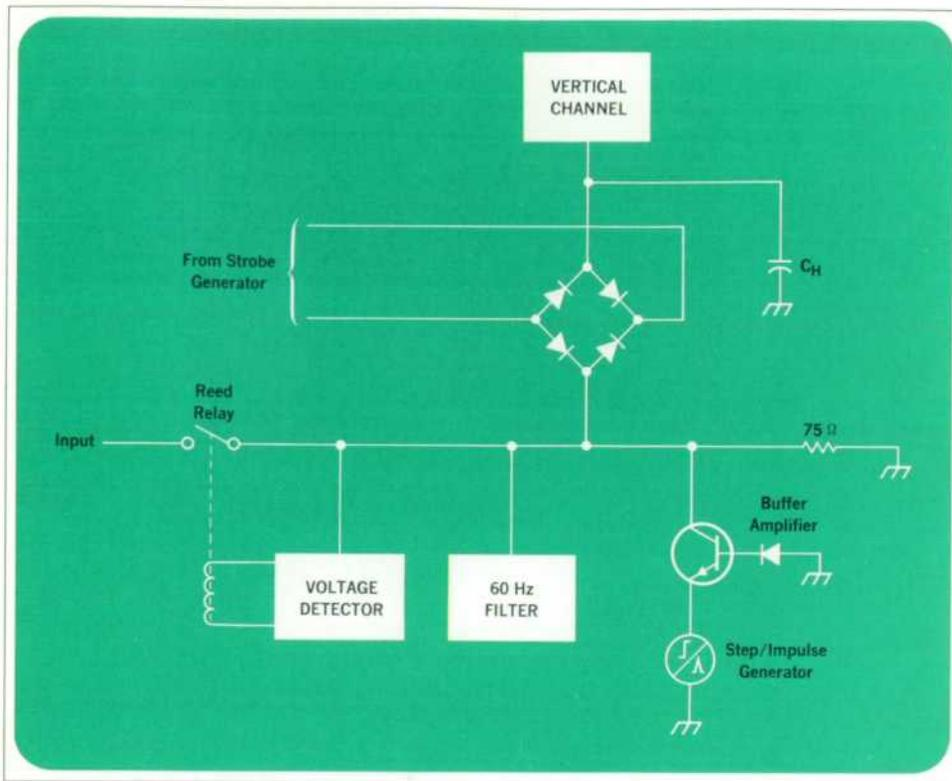 VERTICAL
CHANNEL
From Strobe
Generator
C_H
Reed
Relay
Input
75 Ω
Buffer
Amplifier
VOLTAGE
DETECTOR
60 Hz
FILTER
Step/Impulse
Generator